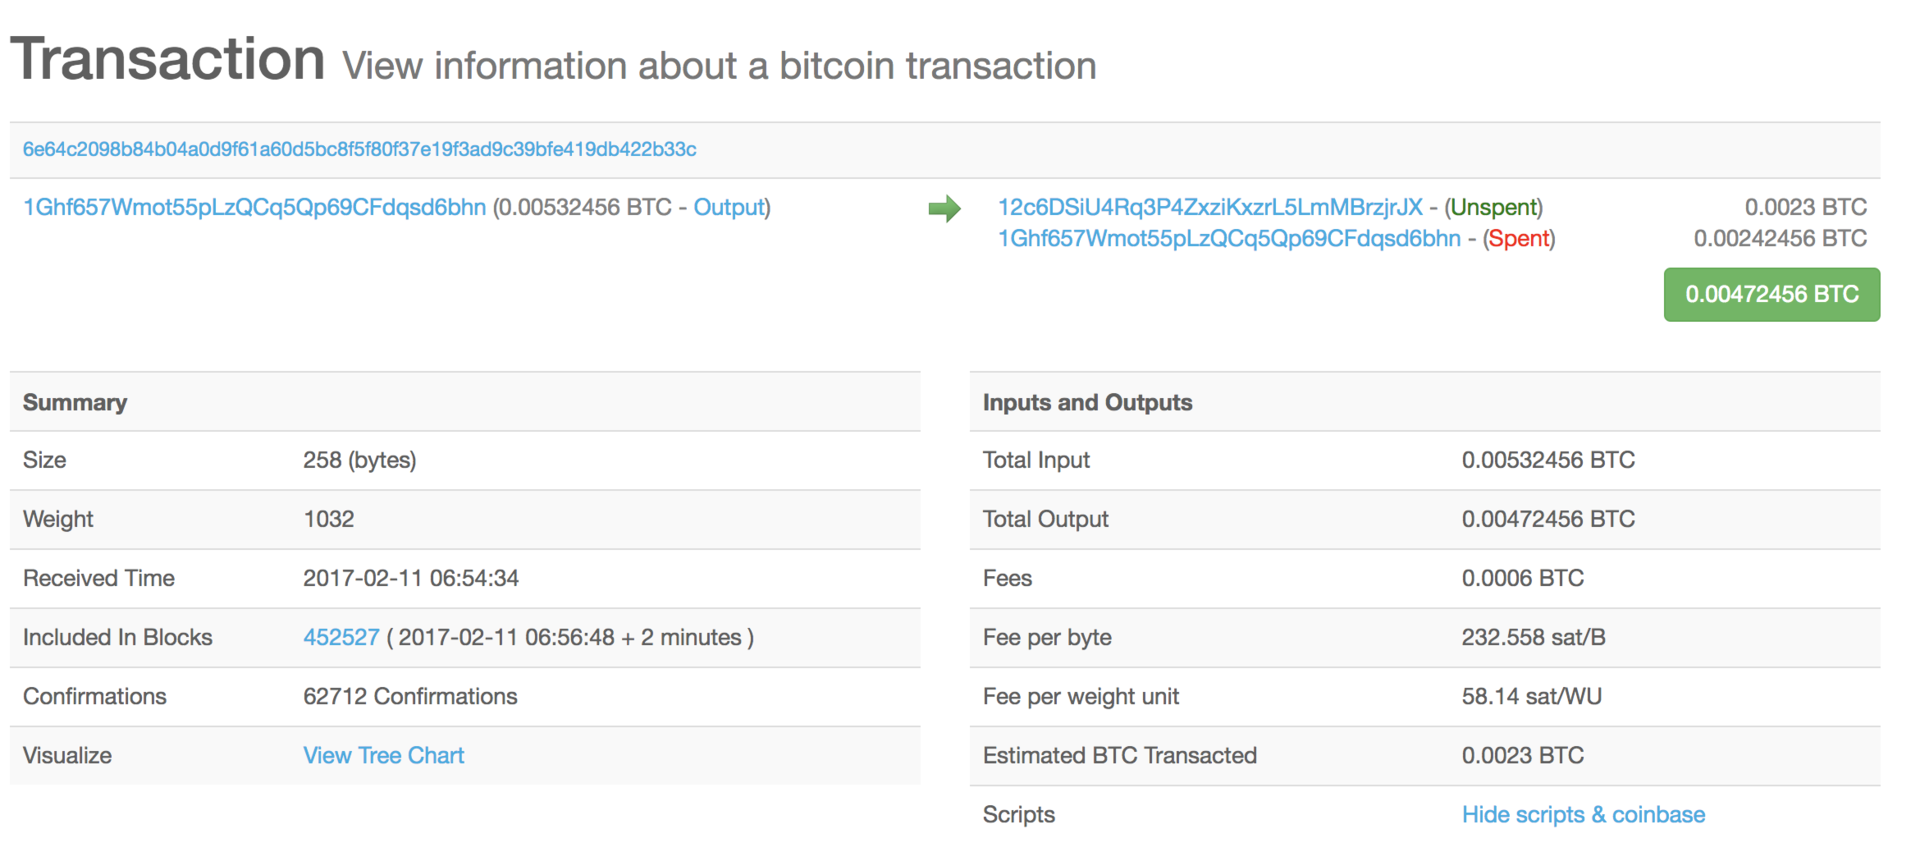 Transaction View information about a bitcoin transaction
6e64c2098b84b04a0d9f61a60d5bc8f5f80f37e19f3ad9c39bfe419db422b33c
1Ghf657Wmot55pLzQCq5Qp69CFdqsd6bhn (0.00532456 BTC - Output)
12c6DSiU4Rq3P4ZxziKxzrL5LmMBrzjrJX - (Unspent) 0.0023 BTC
1Ghf657Wmot55pLzQCq5Qp69CFdqsd6bhn - (Spent) 0.00242456 BTC
0.00472456 BTC
Summary
Size 258 (bytes)
Weight 1032
Received Time 2017-02-11 06:54:34
Included In Blocks 452527 ( 2017-02-11 06:56:48 + 2 minutes )
Confirmations 62712 Confirmations
Visualize View Tree Chart
Inputs and Outputs
Total Input 0.00532456 BTC
Total Output 0.00472456 BTC
Fees 0.0006 BTC
Fee per byte 232.558 sat/B
Fee per weight unit 58.14 sat/WU
Estimated BTC Transacted 0.0023 BTC
Scripts Hide scripts & coinbase